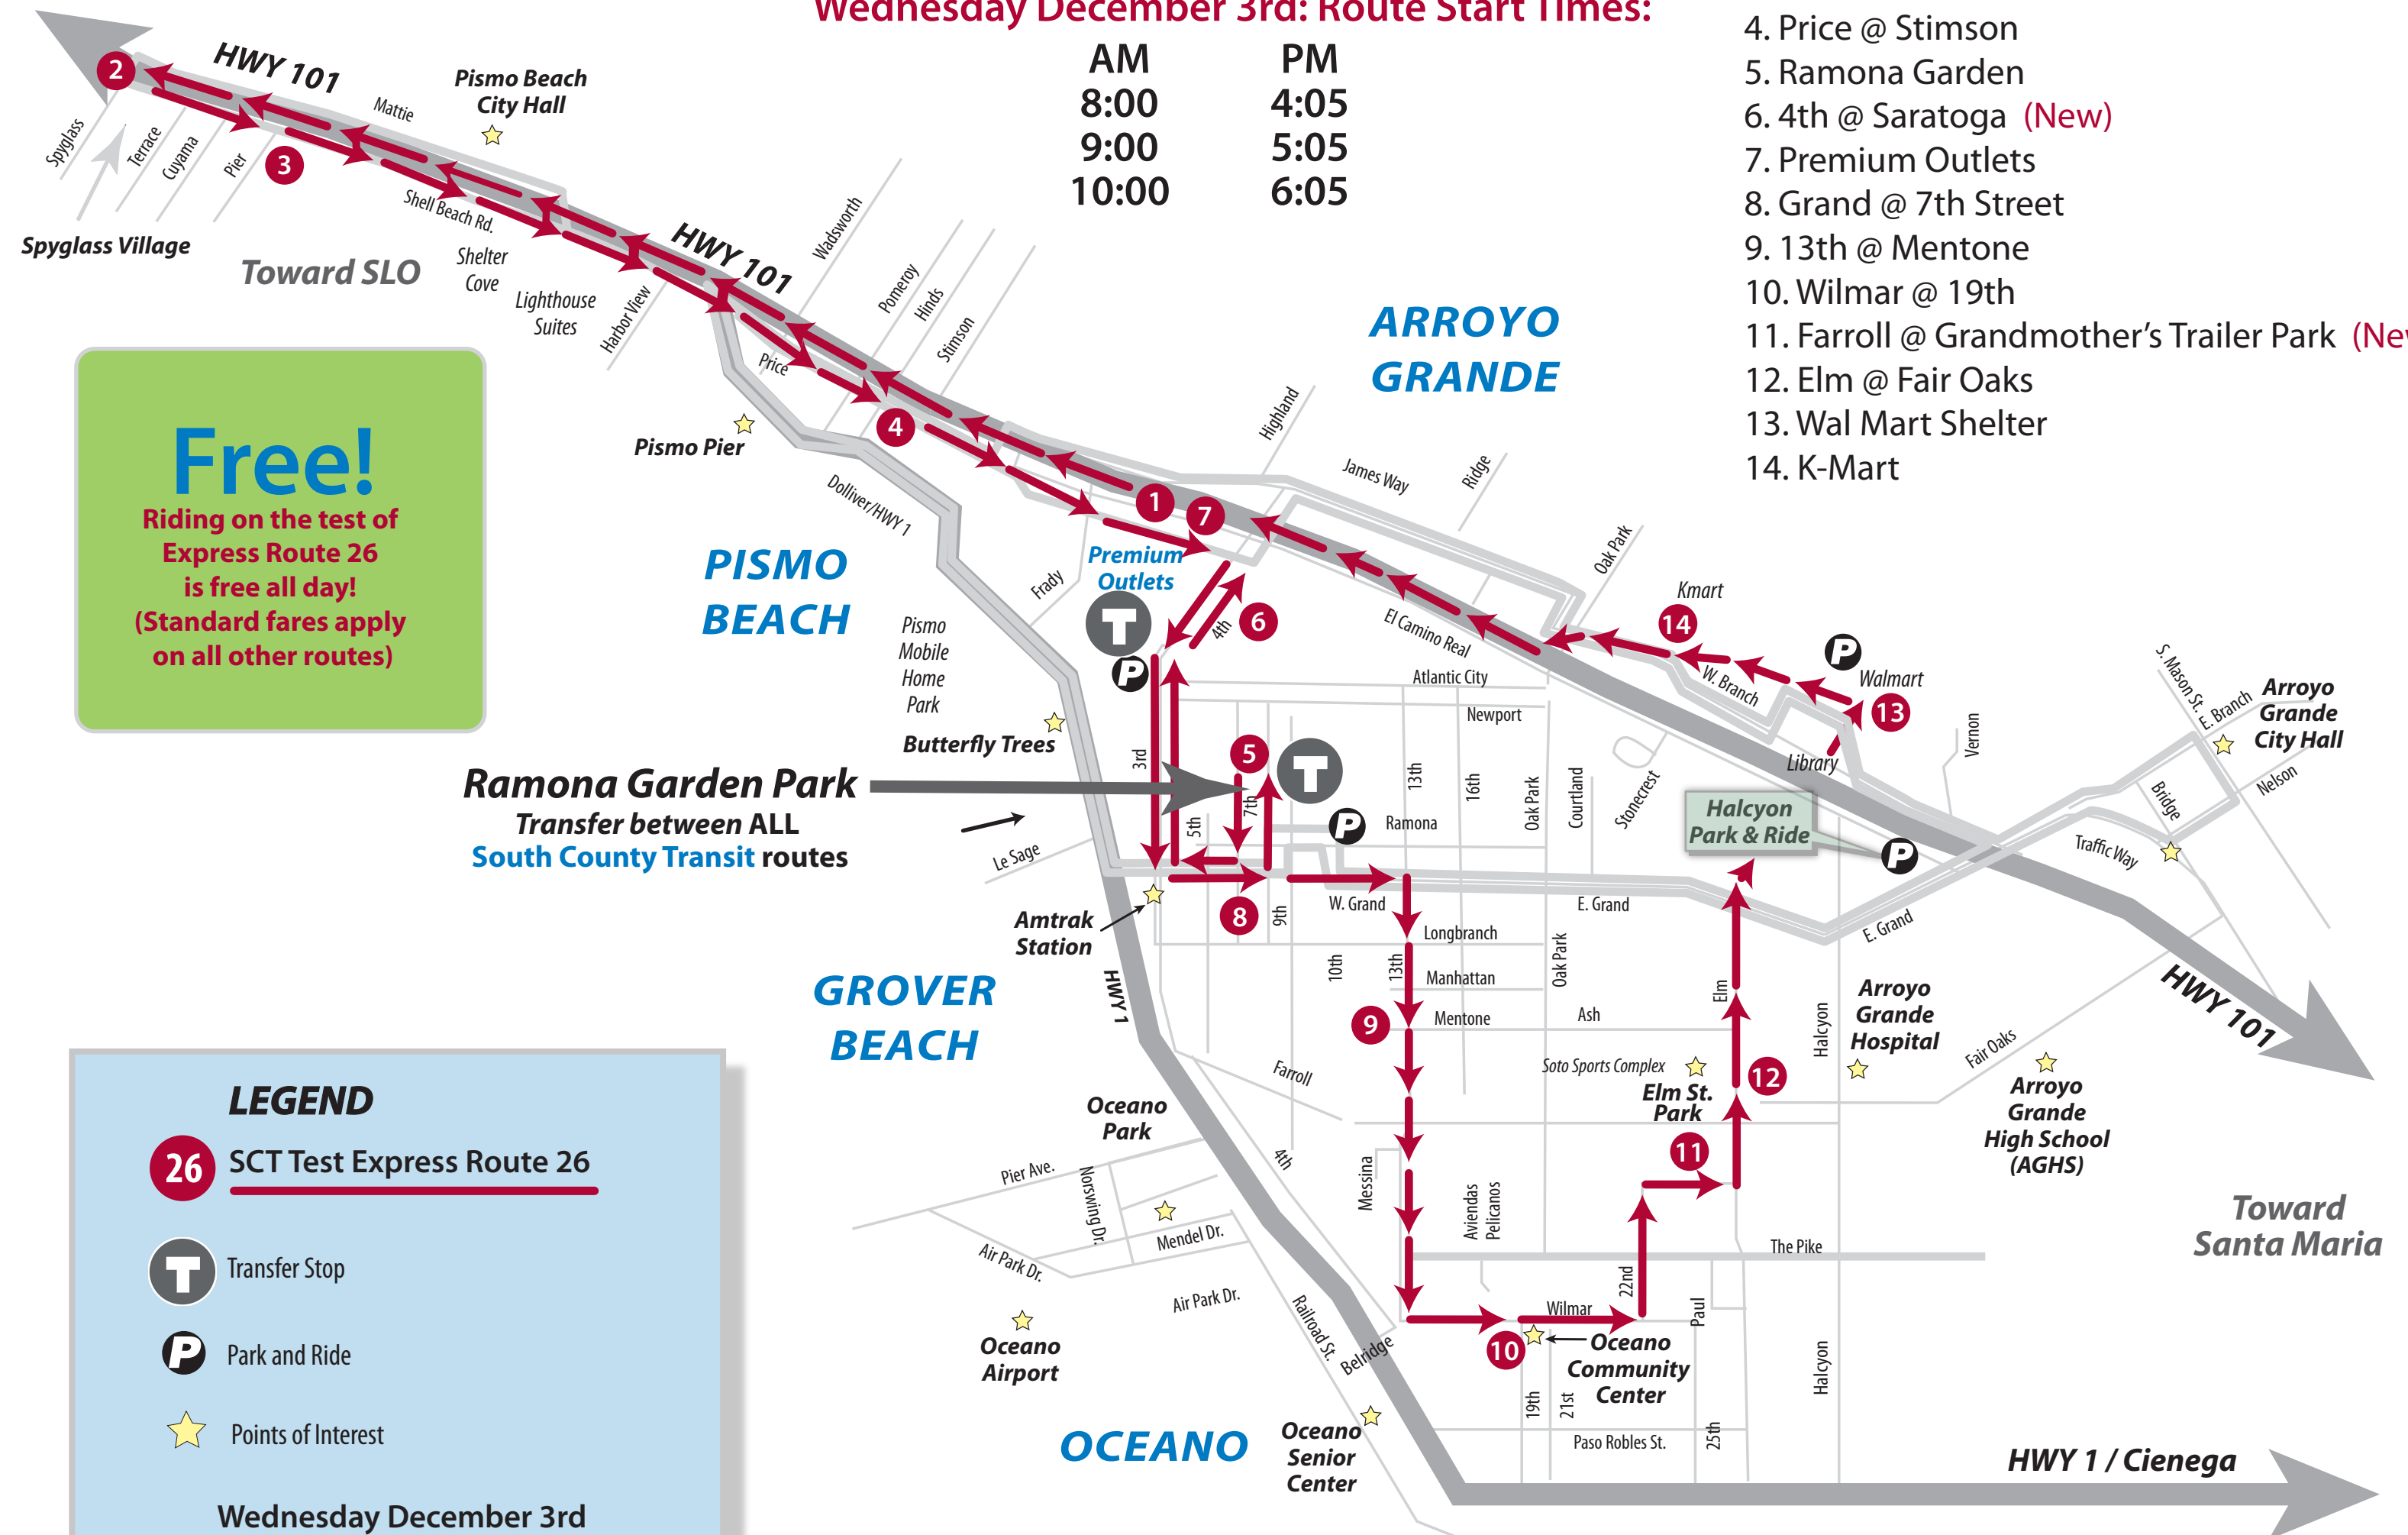 Wednesday December 3rd: Route Start Times:
AM PM
8:00 4:05
9:00 5:05
10:00 6:05
4. Price @ Stimson
5. Ramona Garden
6. 4th @ Saratoga (New)
7. Premium Outlets
8. Grand @ 7th Street
9. 13th @ Mentone
10. Wilmar @ 19th
11. Farroll @ Grandmother’s Trailer Park (Ne
12. Elm @ Fair Oaks
13. Wal Mart Shelter
14. K-Mart
2
HWY 101
Mattie
Pismo Beach
City Hall
Spyglass
Terrace
Cuyama
Pier
3
Shell Beach Rd.
Spyglass Village
Toward SLO
Shelter
Cove
Lighthouse
Suites
Harbor View
HWY 101
Wadsworth
Pomeroy
Hinds
Stimson
Price
4
Pismo Pier
Dolliver/HWY 1
ARROYO
GRANDE
Highland
James Way
Ridge
Oak Park
Free!
Riding on the test of
Express Route 26
is free all day!
(Standard fares apply
on all other routes)
PISMO
BEACH
1
7
Premium
Outlets
T
P
4th
6
Frady
El Camino Real
Kmart
14
P
Walmart
13
W. Branch
Library
Vernon
S. Mason St.
E. Branch
Arroyo
Grande
City Hall
Nelson
Bridge
Traffic Way
Pismo
Mobile
Home
Park
Butterfly Trees
Atlantic City
Newport
3rd
5
T
7th
5th
P
Ramona
13th
16th
Oak Park
Courtland
Stonecrest
Halcyon
Park & Ride
P
Ramona Garden Park
Transfer between ALL
South County Transit routes
Le Sage
Amtrak
Station
8
9th
W. Grand
E. Grand
E. Grand
Longbranch
10th
13th
Manhattan
Oak Park
HWY 1
GROVER
BEACH
9
Mentone
Ash
Elm
Halcyon
Arroyo
Grande
Hospital
HWY 101
Soto Sports Complex
Elm St.
Park
12
Fair Oaks
Arroyo
Grande
High School
(AGHS)
Farroll
Oceano
Park
11
4th
Messina
Aviendas
Pelicanos
Pier Ave.
Norswing Dr.
Mendel Dr.
Air Park Dr.
Air Park Dr.
The Pike
Toward
Santa Maria
22nd
Wilmar
Paul
10
Oceano
Community
Center
Railroad St.
Belridge
Oceano
Airport
19th
21st
25th
Halcyon
Paso Robles St.
OCEANO
Oceano
Senior
Center
HWY 1 / Cienega
LEGEND
26 SCT Test Express Route 26
T Transfer Stop
P Park and Ride
Points of Interest
Wednesday December 3rd